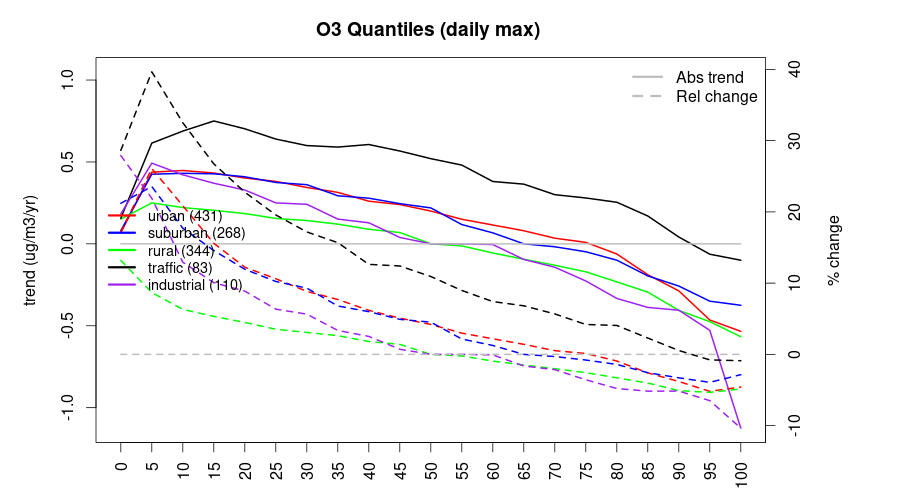 O3 Quantiles (daily max)
Abs trend
Rel change
urban (431)
suburban (268)
rural (344)
traffic (83)
industrial (110)
trend (ug/m3/yr)
1.0
0.5
0.0
-0.5
-1.0
% change
40
30
20
10
0
-10
0 5 10 15 20 25 30 35 40 45 50 55 60 65 70 75 80 85 90 95 100